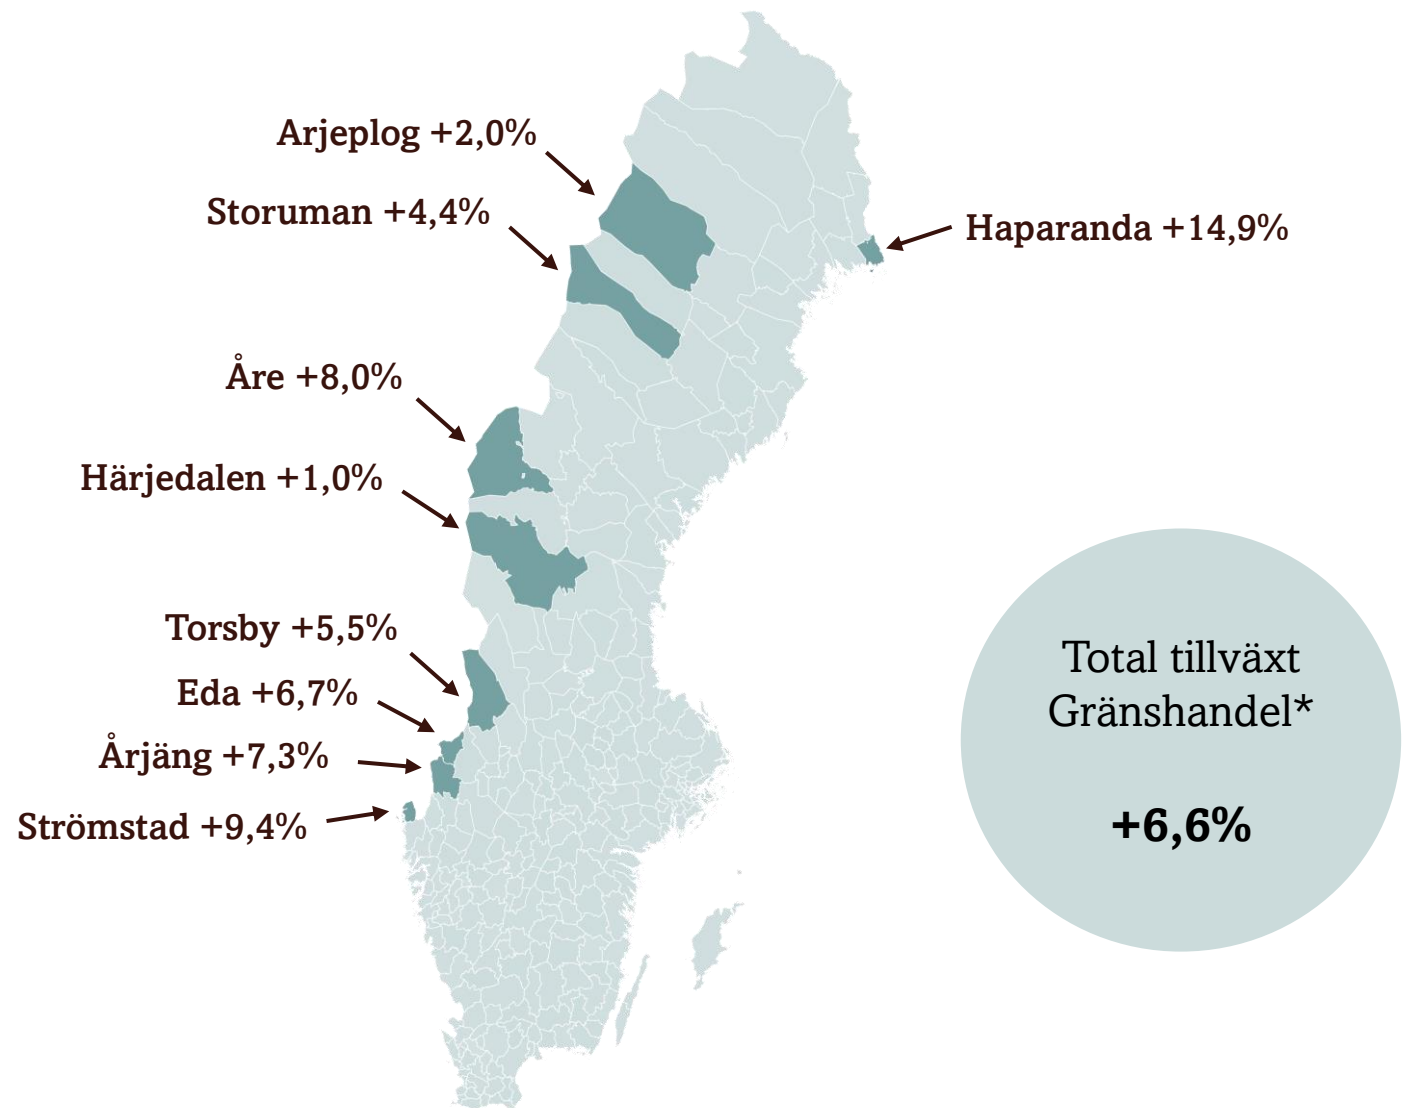 Arjeplog +2,0%
Storuman +4,4%
Haparanda +14,9%
Åre +8,0%
Härjedalen +1,0%
Torsby +5,5%
Eda +6,7%
Årjäng +7,3%
Strömstad +9,4%
Total tillväxt
Gränshandel*
+6,6%